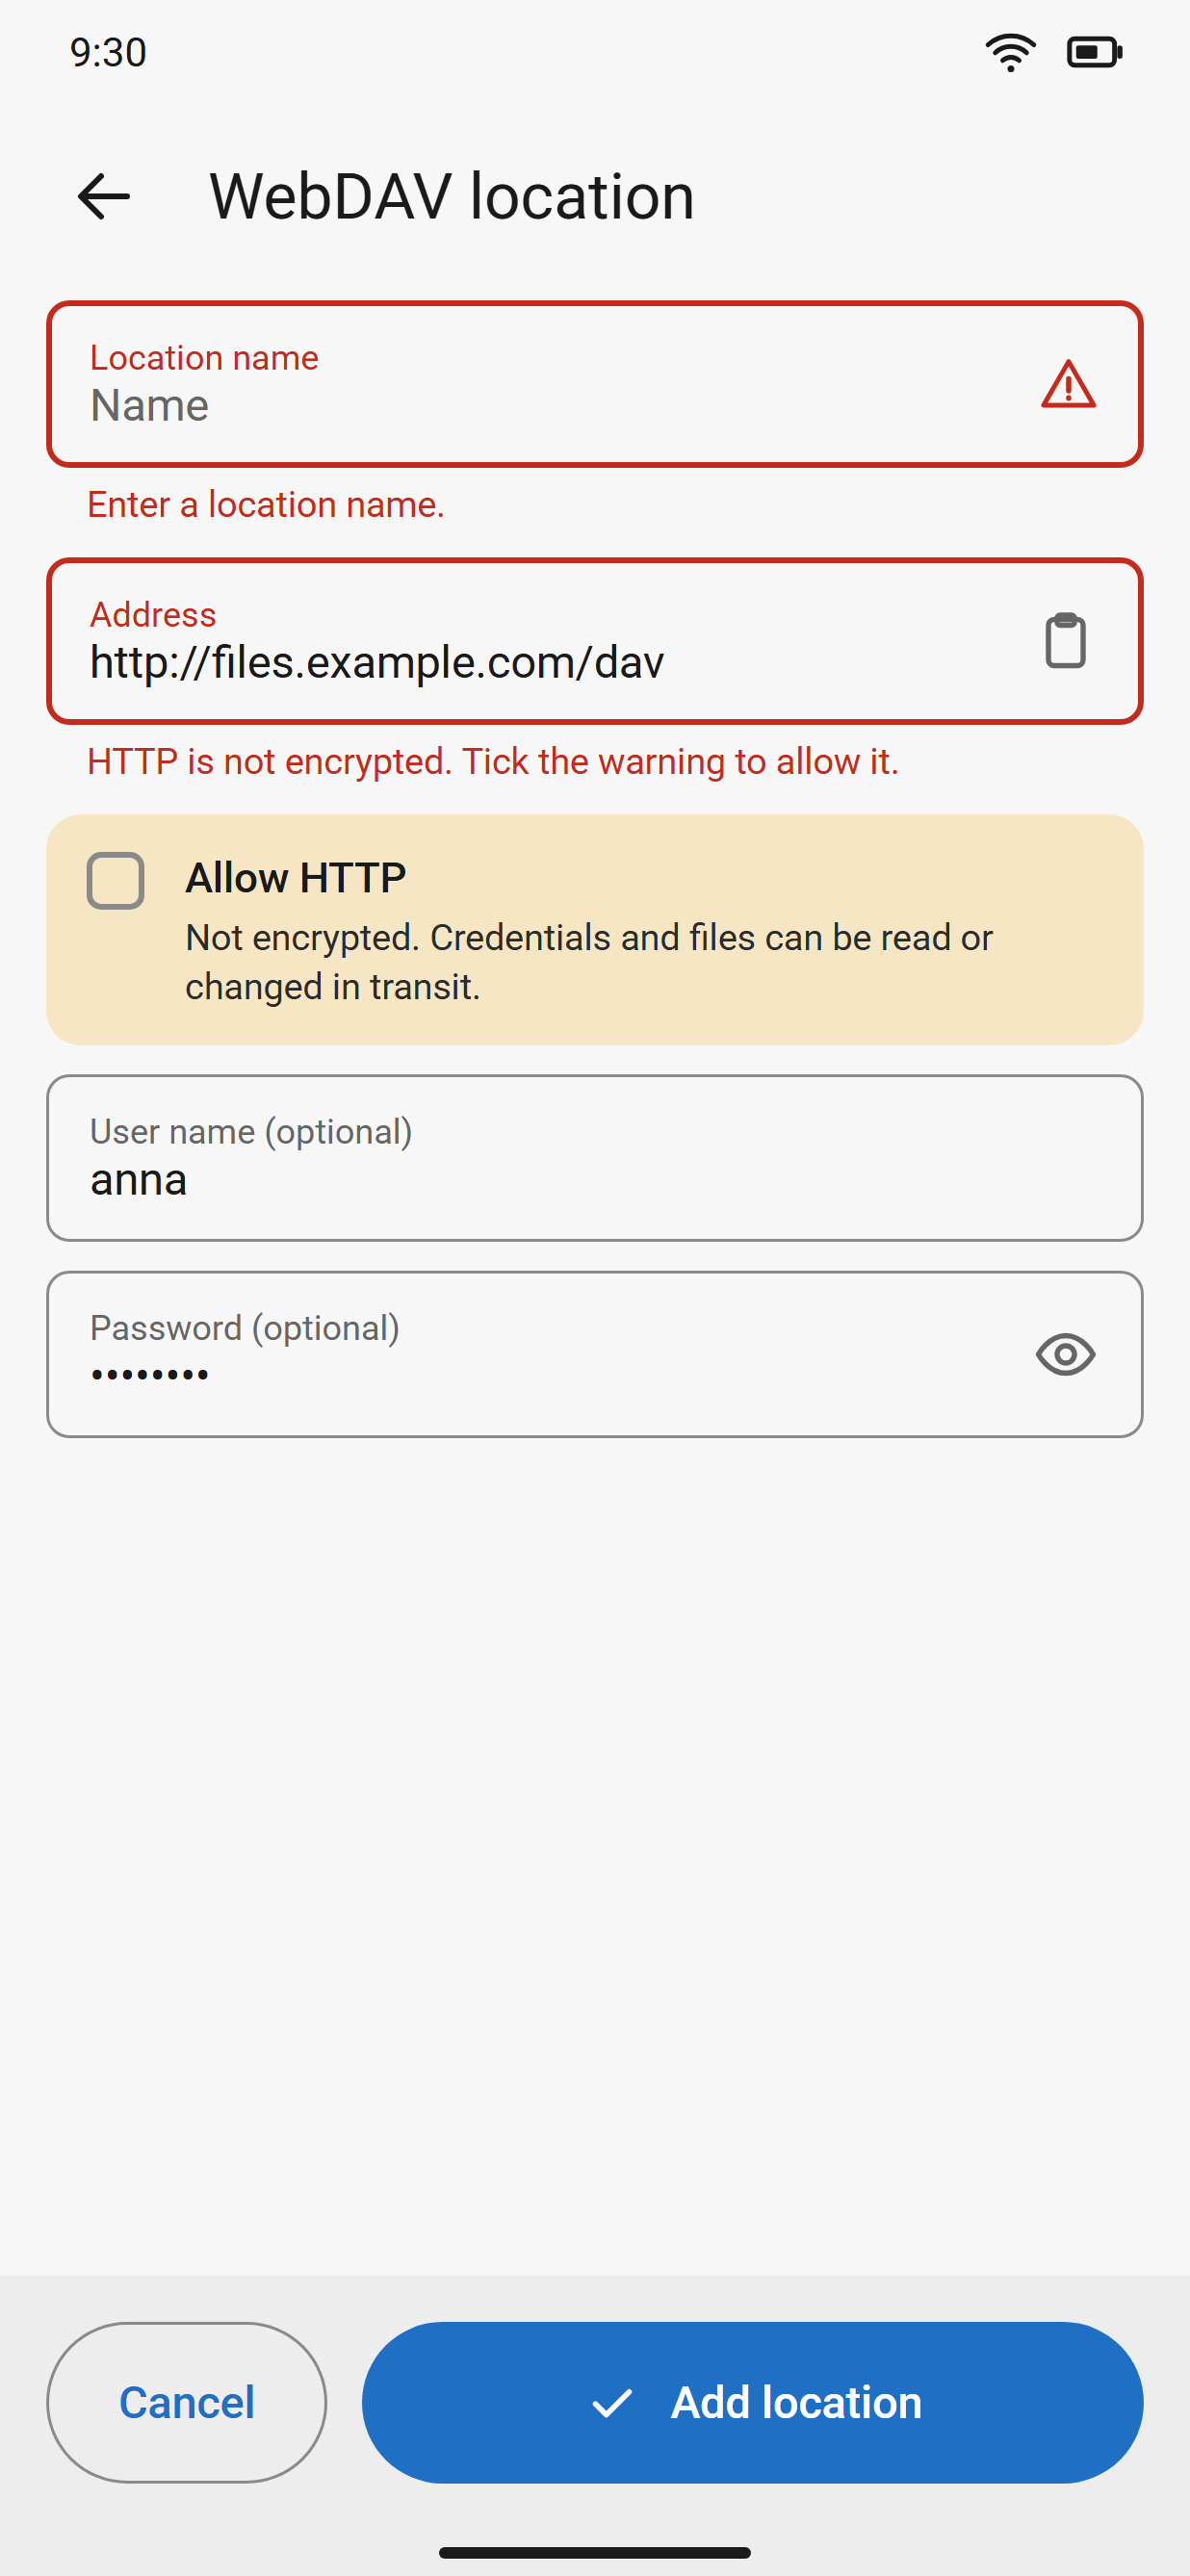 9:30
WebDAV location
Location name
Name
Enter a location name.
Address
http://files.example.com/dav
HTTP is not encrypted. Tick the warning to allow it.
Allow HTTP
Not encrypted. Credentials and files can be read or
changed in transit.
User name (optional)
anna
Password (optional)
••••••••
Cancel
Add location